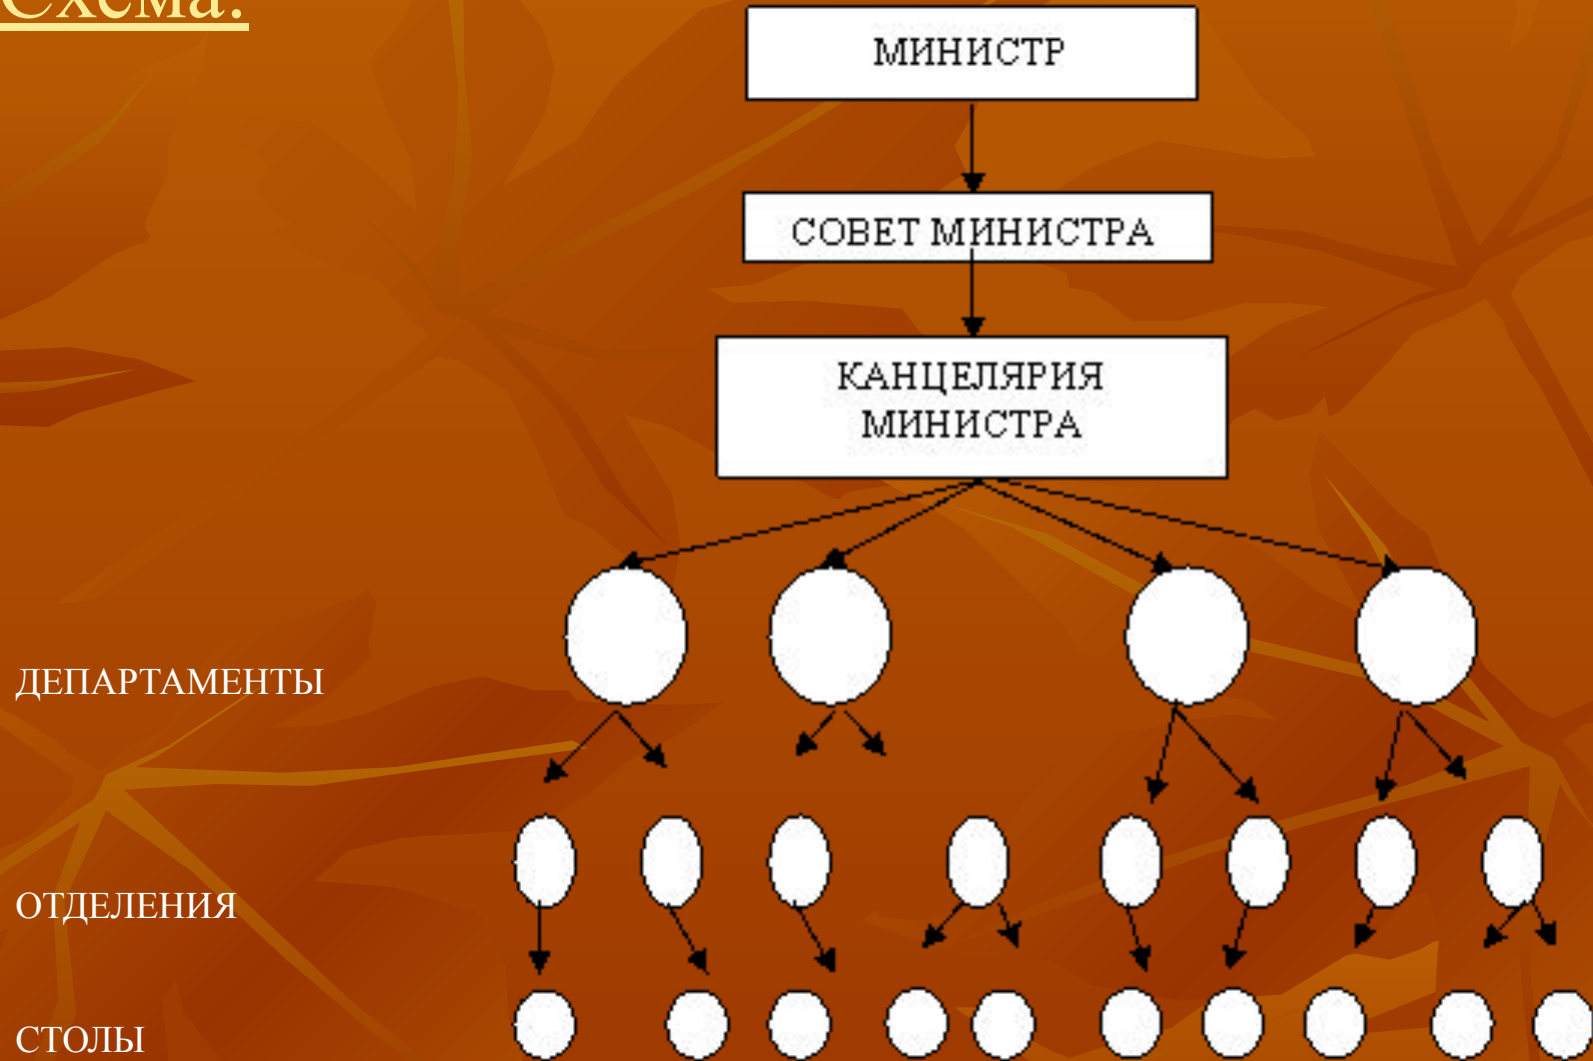 Схема:
МИНИСТР
СОВЕТ МИНИСТРА
КАНЦЕЛЯРИЯ
МИНИСТРА
ДЕПАРТАМЕНТЫ
ОТДЕЛЕНИЯ
СТОЛЫ